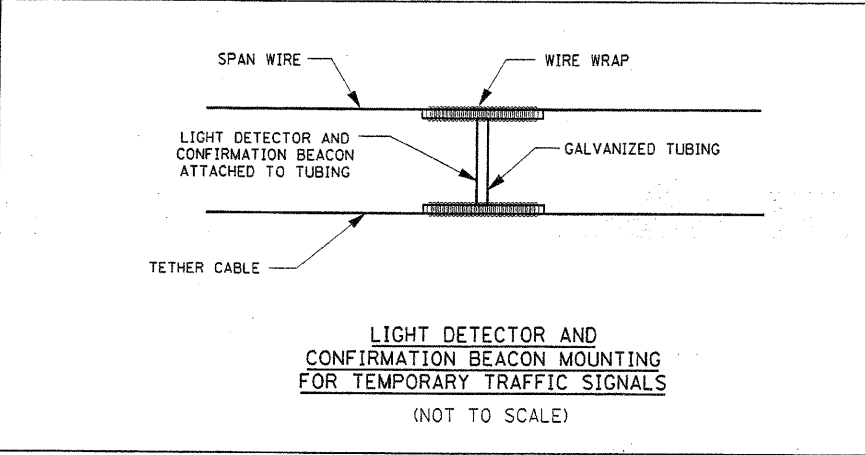 SPAN WIRE
WIRE WRAP
LIGHT DETECTOR AND
CONFIRMATION BEACON
ATTACHED TO TUBING
GALVANIZED TUBING
TETHER CABLE
LIGHT DETECTOR AND
CONFIRMATION BEACON MOUNTING
FOR TEMPORARY TRAFFIC SIGNALS
(NOT TO SCALE)